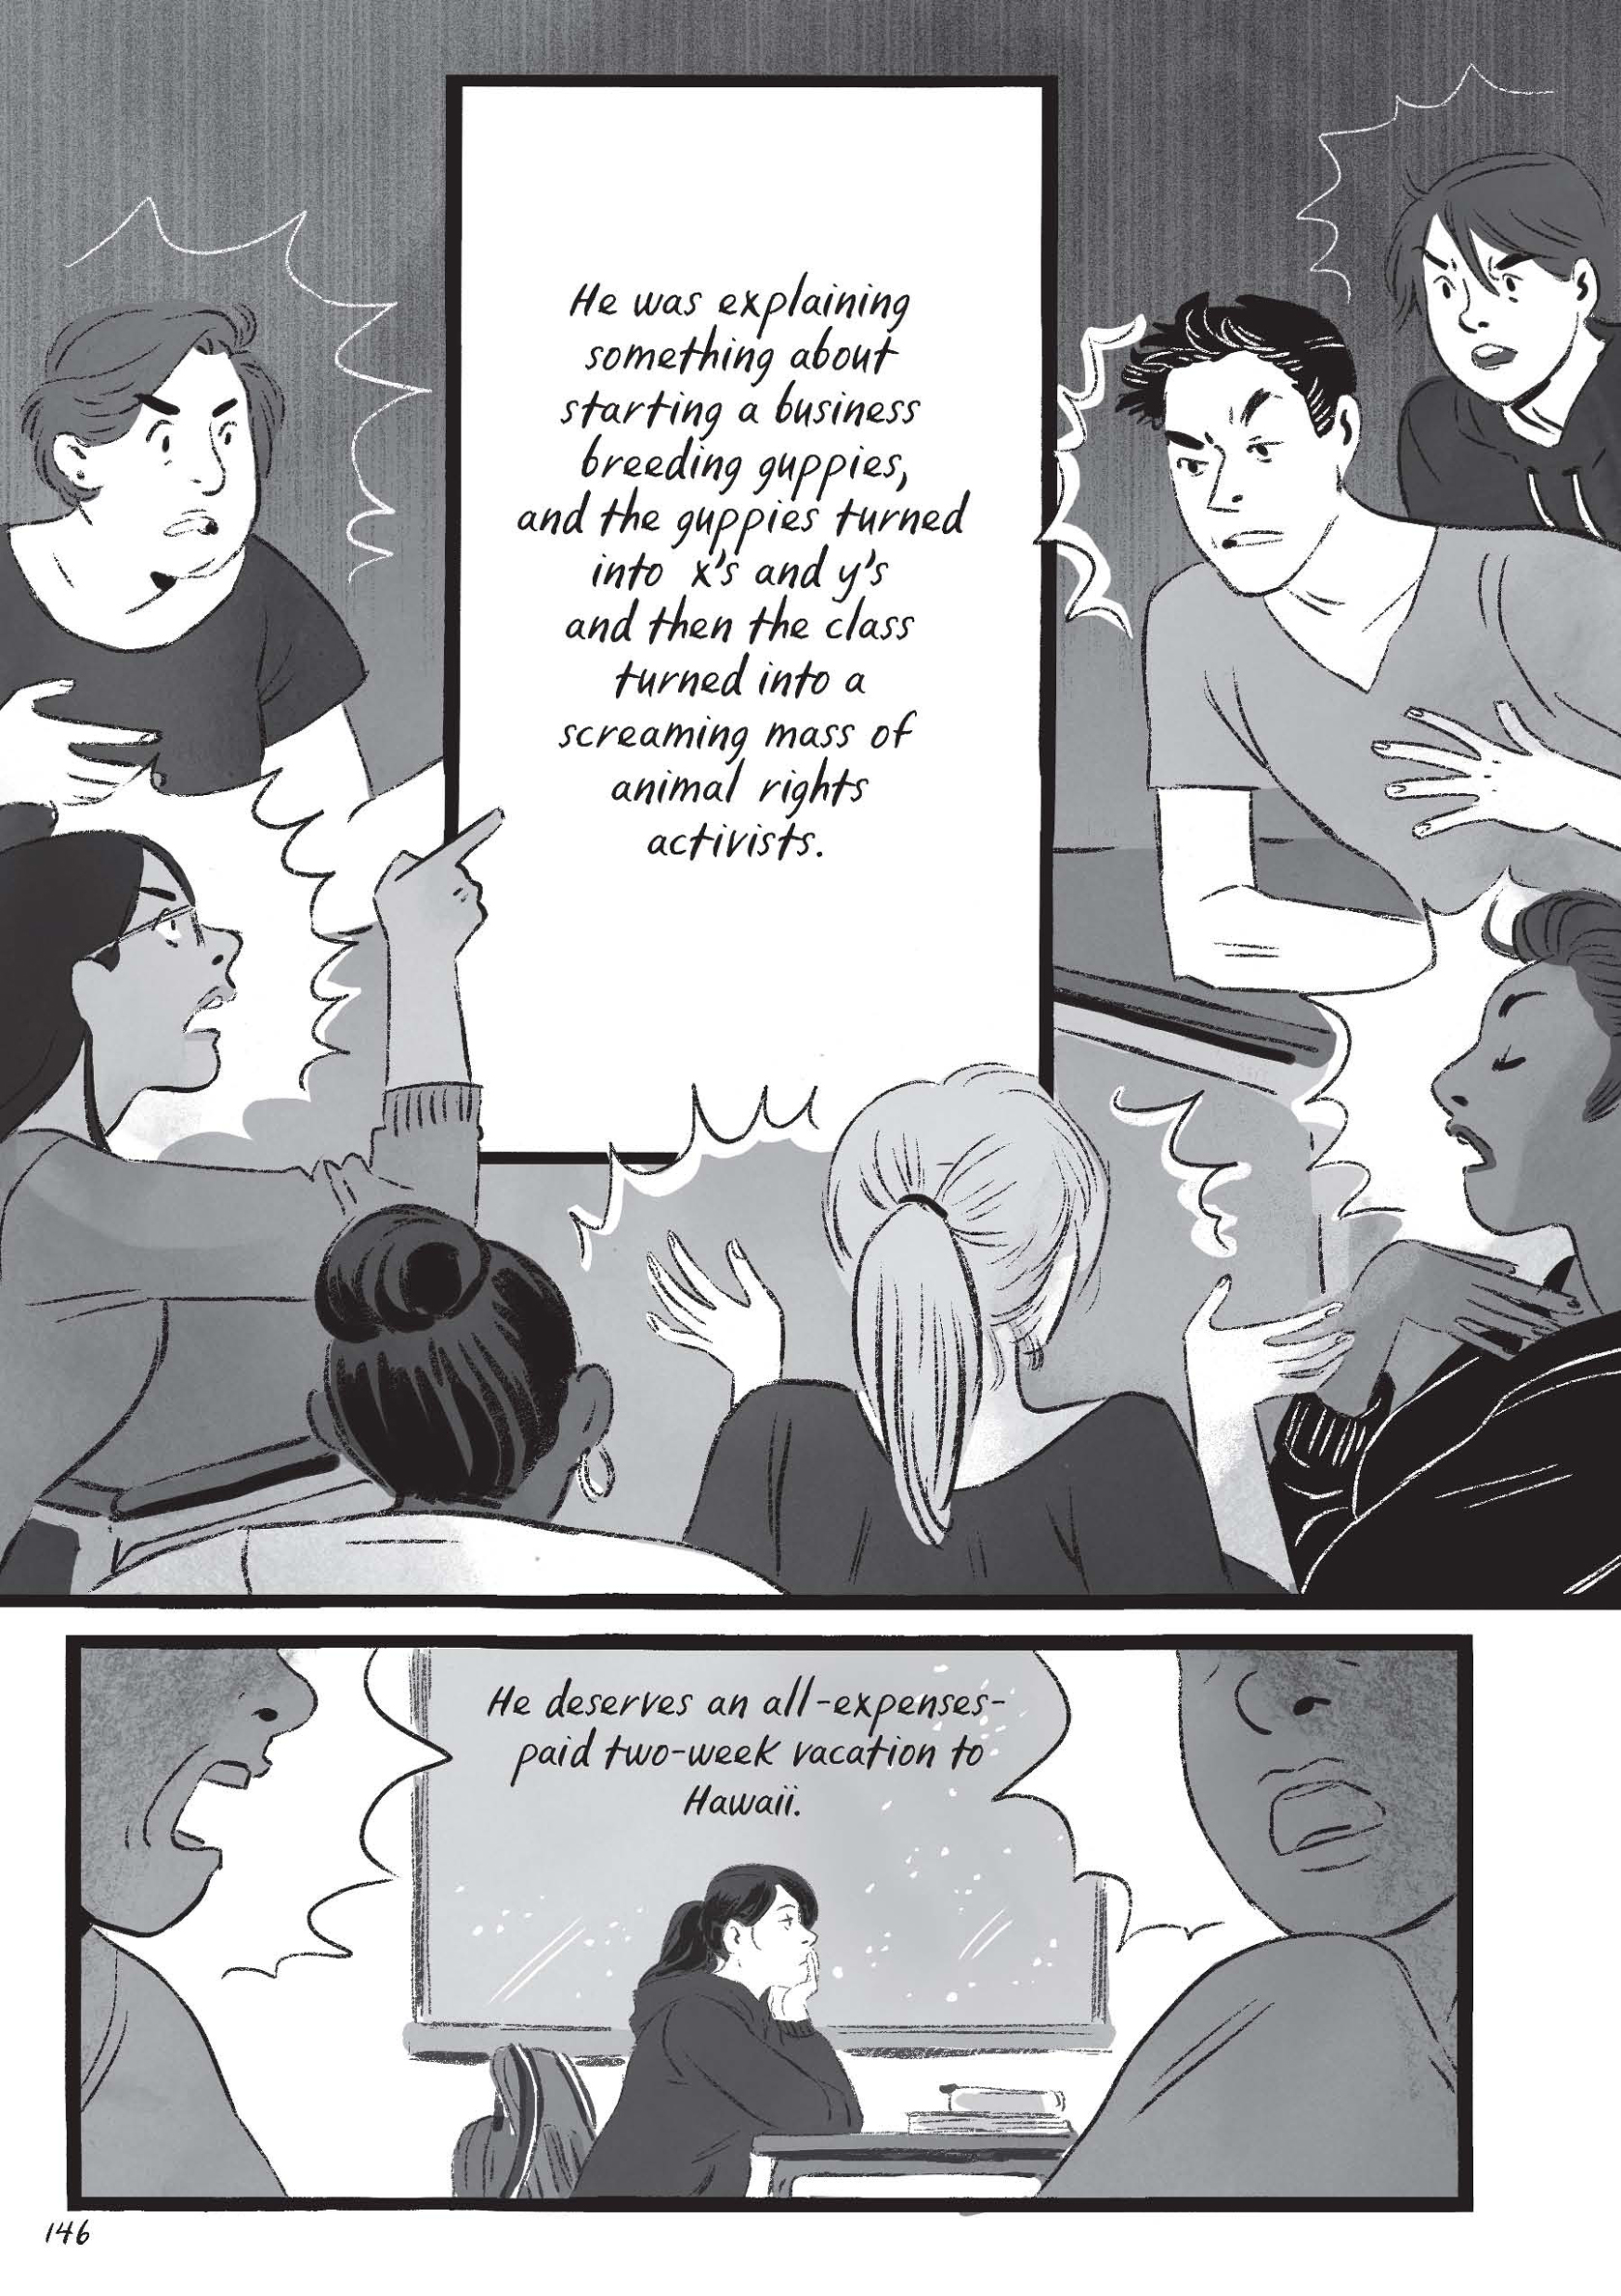 He was explaining
something about
starting a business
breeding guppies,
and the guppies turned
into x's and y's
and then the class
turned into a
screaming mass of
animal rights
activists.
He deserves an all-expenses-
paid two-week vacation to
Hawaii.
146